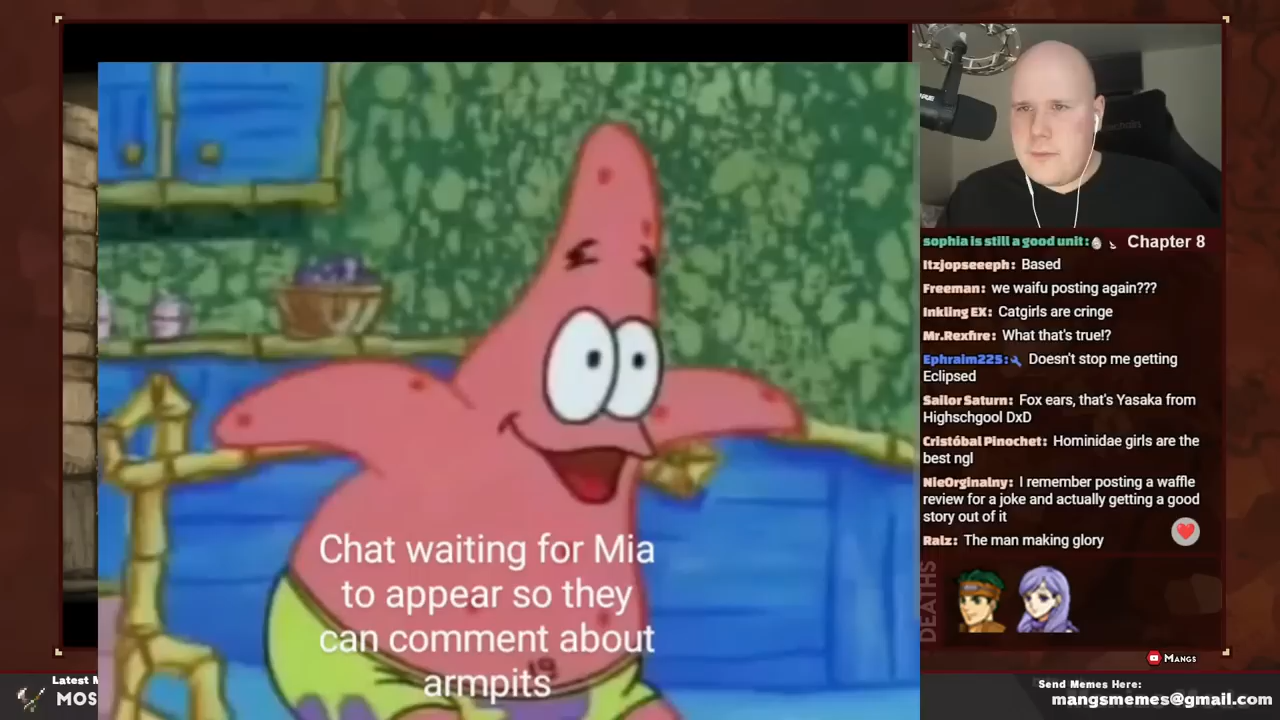 Chat waiting for Mia
to appear so they
can comment about
armpits
sophia is still a good unit: Chapter 8
Itzjopseeeph: Based
Freeman: we waifu posting again???
Inkling EX: Catgirls are cringe
Mr.Rexfire: What that's true!?
Ephraim225: Doesn't stop me getting
Eclipsed
Sailor Saturn: Fox ears, that's Yasaka from
Highschgool DxD
Cristóbal Pinochet: Hominidae girls are the
best ngl
NieOrginalny: I remember posting a waffle
review for a joke and actually getting a good
story out of it
Ralz: The man making glory
DEATHS
Mangs
Latest M
MOS
Send Memes Here:
mangsmemes@gmail.com